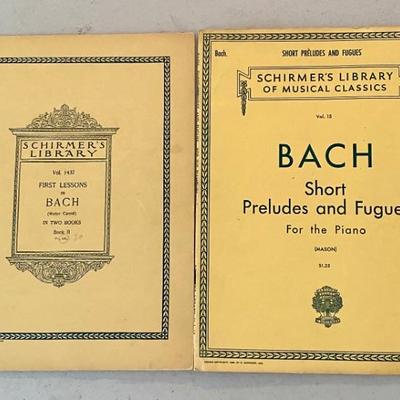 SCHIRMER'S
LIBRARY
Vol. 1437
FIRST LESSONS
IN
BACH
(Walter Carroll)
IN TWO BOOKS
Book II
Bach.
SHORT PRÉLUDES AND FUGUES
SCHIRMER'S LIBRARY
OF MUSICAL CLASSICS
Vol. 15
BACH
Short
Preludes and Fugue
For the Piano
(MASON)
$1.25